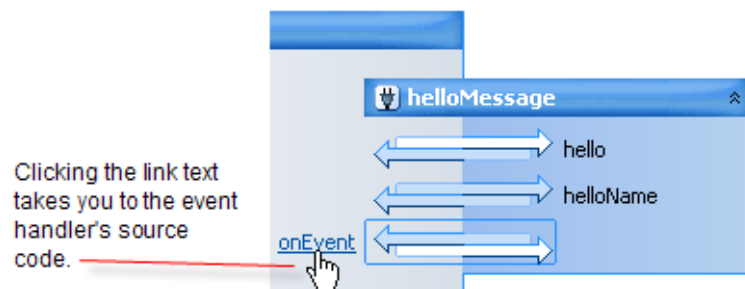 helloMessage
hello
helloName
Clicking the link text
takes you to the event
handler's source
code.
onEvent